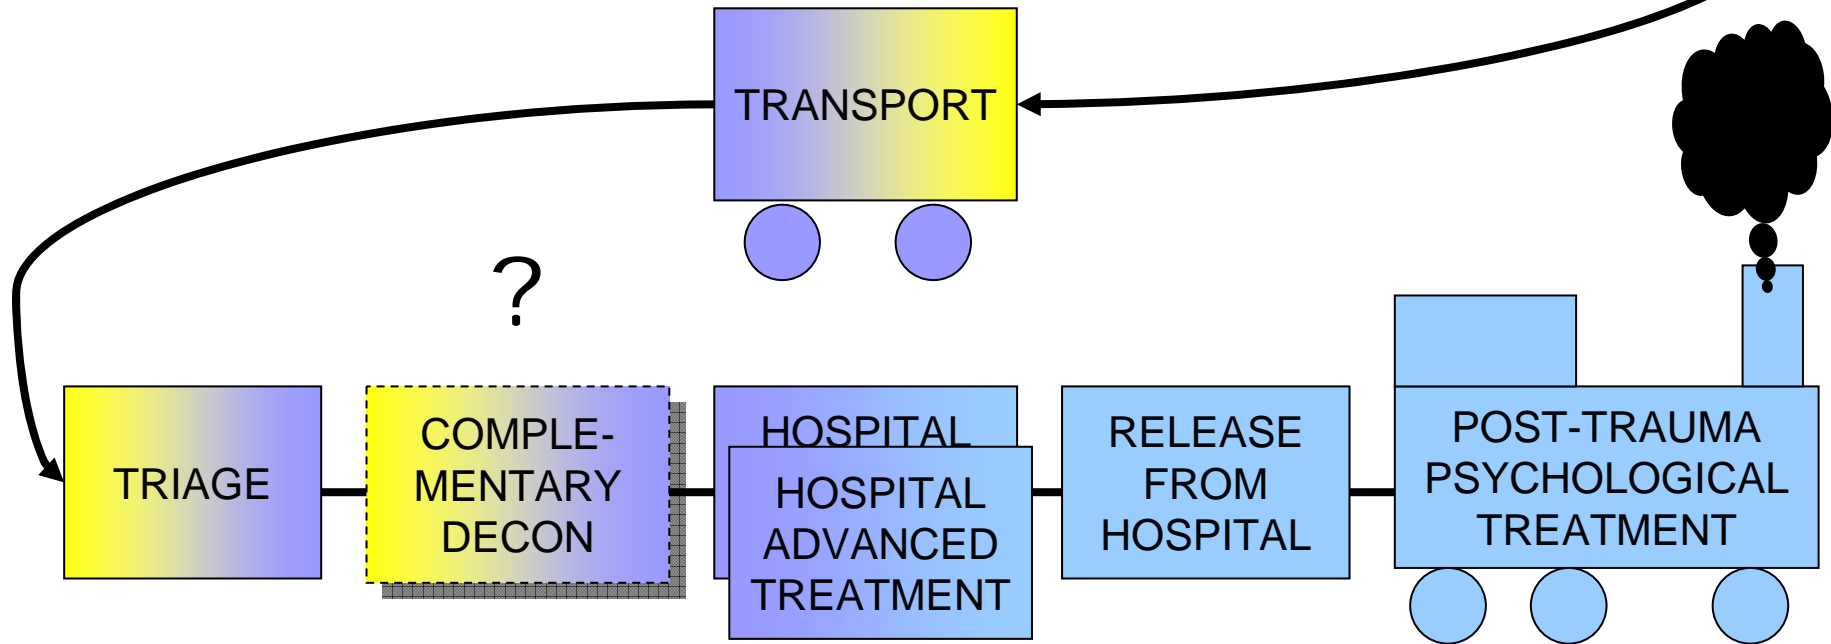 TRANSPORT
?
TRIAGE
COMPLE-
MENTARY
DECON
HOSPITAL
HOSPITAL
ADVANCED
TREATMENT
RELEASE
FROM
HOSPITAL
POST-TRAUMA
PSYCHOLOGICAL
TREATMENT